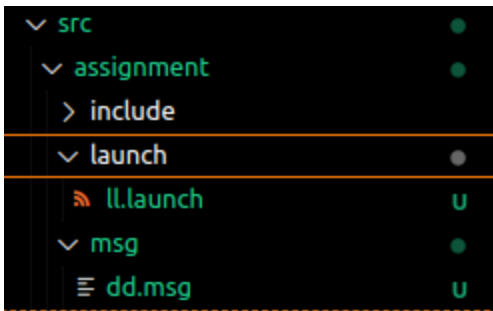 src
assignment
include
launch
ll.launch U
msg
dd.msg U